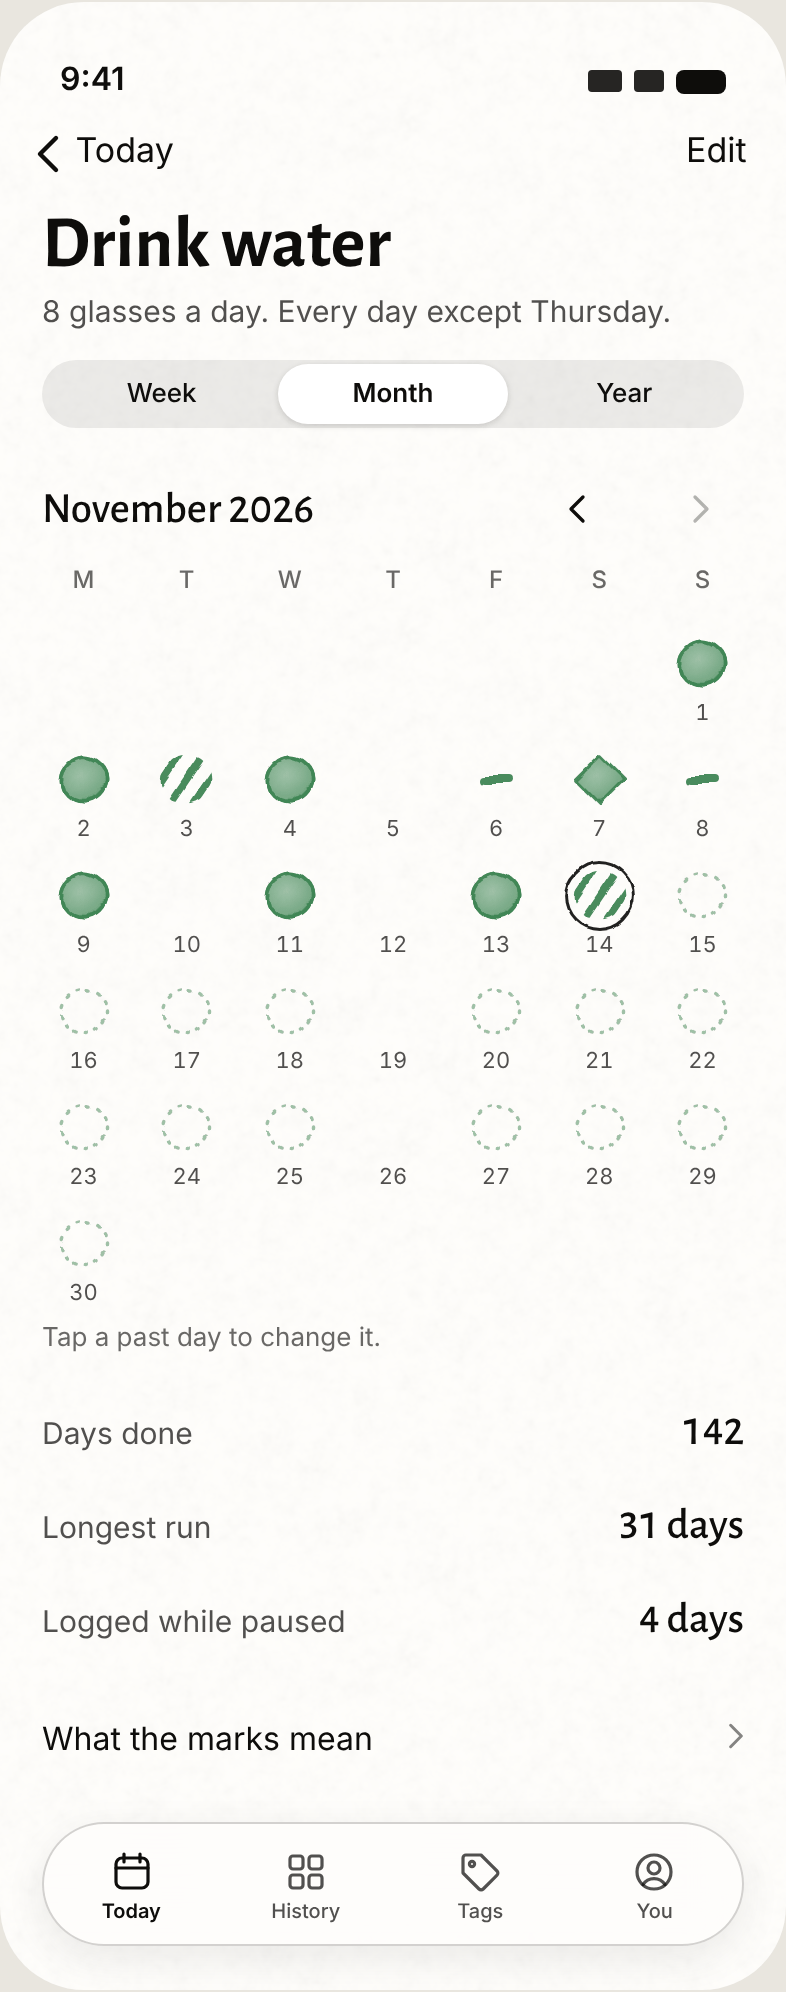 9:41
Today Edit
Drink water
8 glasses a day. Every day except Thursday.
Week Month Year
November 2026
M T W T F S S
1
2 3 4 5 6 7 8
9 10 11 12 13 14 15
16 17 18 19 20 21 22
23 24 25 26 27 28 29
30
Tap a past day to change it.
Days done 142
Longest run 31 days
Logged while paused 4 days
What the marks mean
Today History Tags You